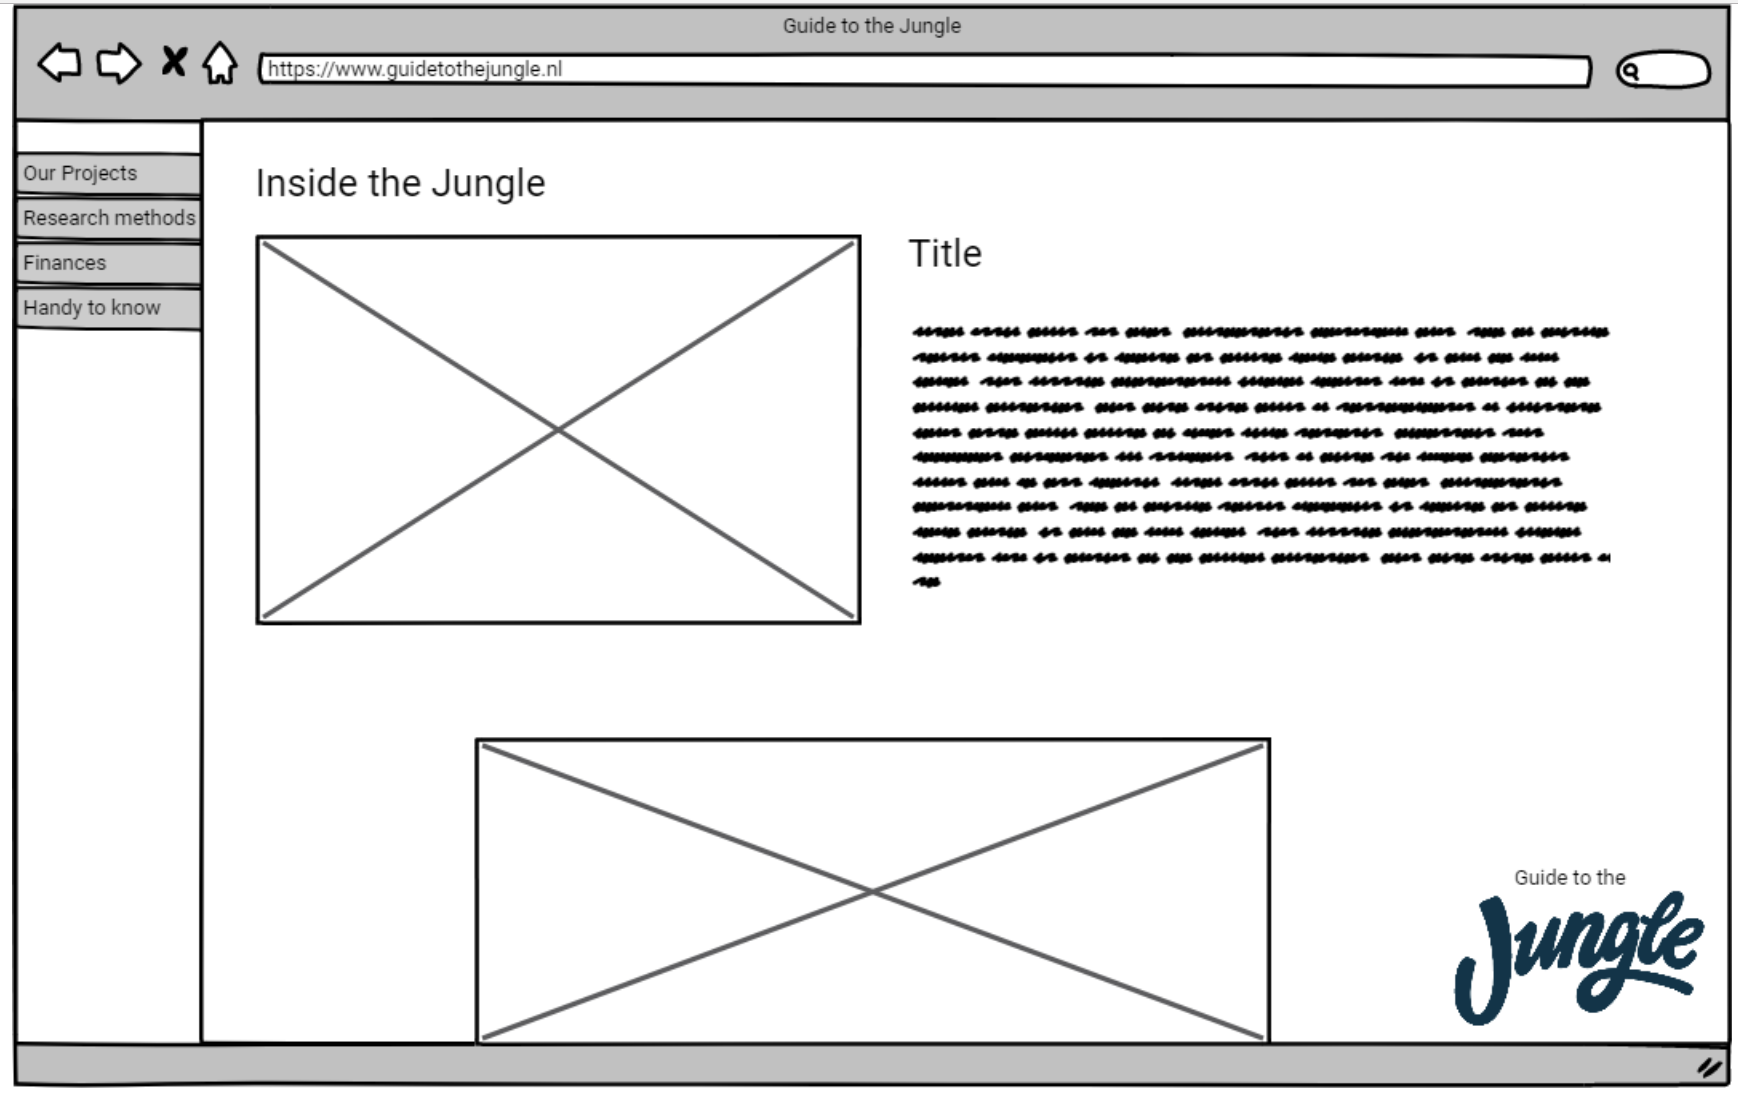 Guide to the Jungle
https://www.guidetothejungle.nl
Our Projects
Research methods
Finances
Handy to know
Inside the Jungle
Title
Guide to the
Jungle